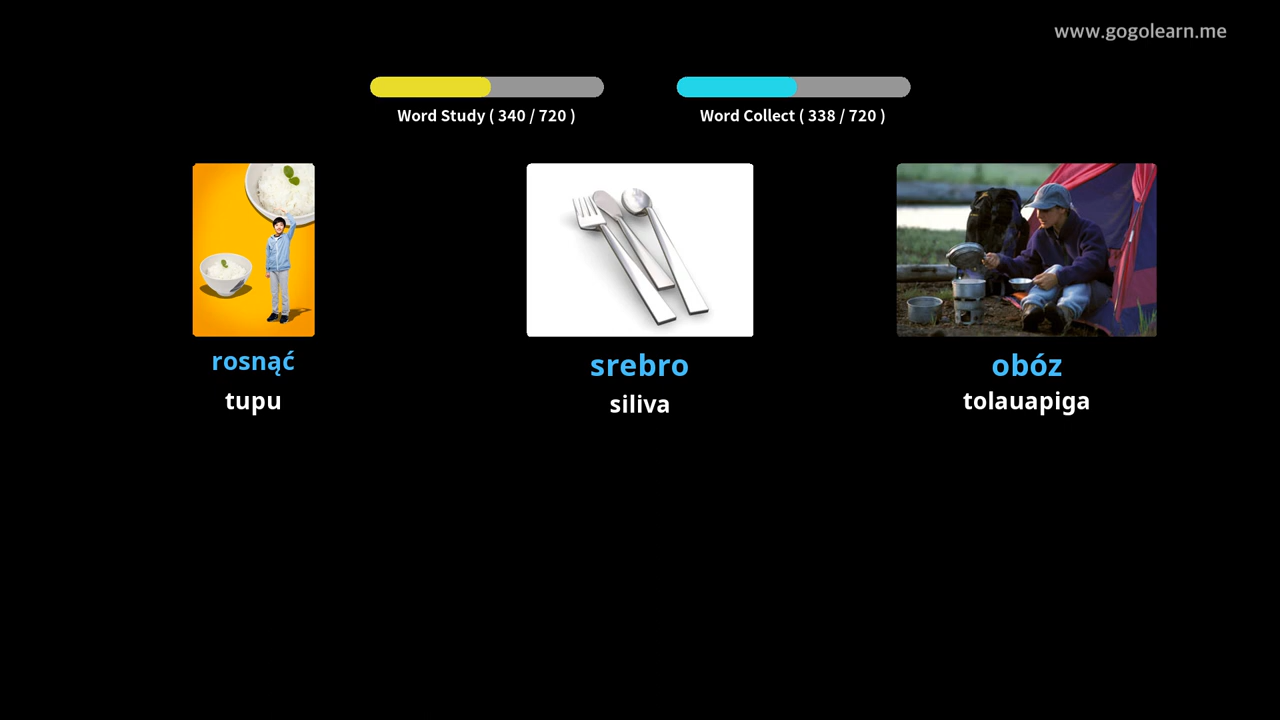 www.gogolearn.me
Word Study ( 340 / 720 )
Word Collect ( 338 / 720 )
rosnąć
tupu
srebro
siliva
obóz
tolauapiga